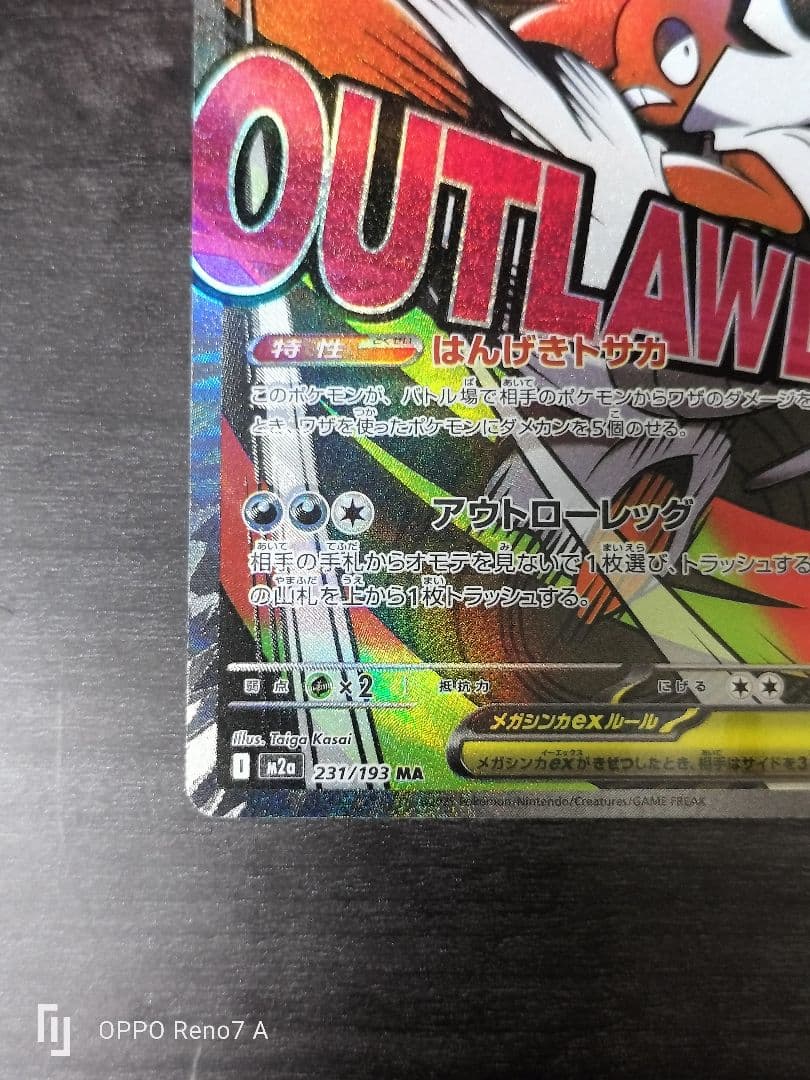 OUTLAW
特性 とくせい はんげきトサカ
このポケモンが、バトル場で相手のポケモンからワザのダメージを
とき、ワザを使ったポケモンにダメカンを5個のせる。
アウトローレッグ
相手の手札からオモテを見ないで1枚選び、トラッシュする
の山札を上から1枚トラッシュする。
弱点 ×2 抵抗力 にげる
メガシンカexルール
メガシンカexがきぜつしたとき、相手はサイドを3
Illus. Taiga Kasai
I m2a 231/193 MA
©2025 Pokémon/Nintendo/Creatures/GAME FREAK
OPPO Reno7 A